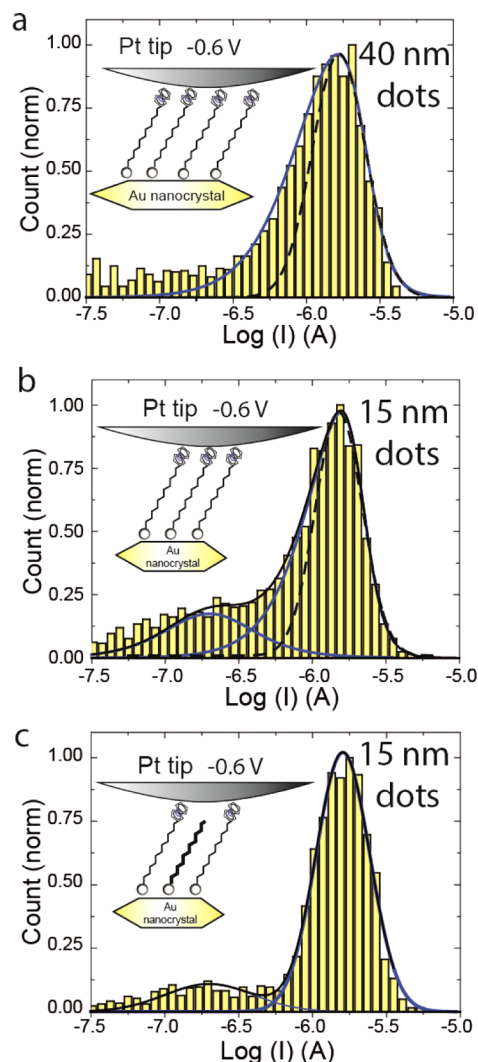 a
Pt tip -0.6 V
40 nm
dots
Au nanocrystal
Count (norm)
1.00
0.75
0.50
0.25
0.00
-7.5
-7.0
-6.5
-6.0
-5.5
-5.0
Log (I) (A)
b
Pt tip -0.6 V
15 nm
dots
Au
nanocrystal
Count (norm)
1.00
0.75
0.50
0.25
0.00
-7.5
-7.0
-6.5
-6.0
-5.5
-5.0
Log (I) (A)
c
Pt tip -0.6 V
15 nm
dots
Au
nanocrystal
Count (norm)
1.00
0.75
0.50
0.25
0.00
-7.5
-7.0
-6.5
-6.0
-5.5
-5.0
Log (I) (A)